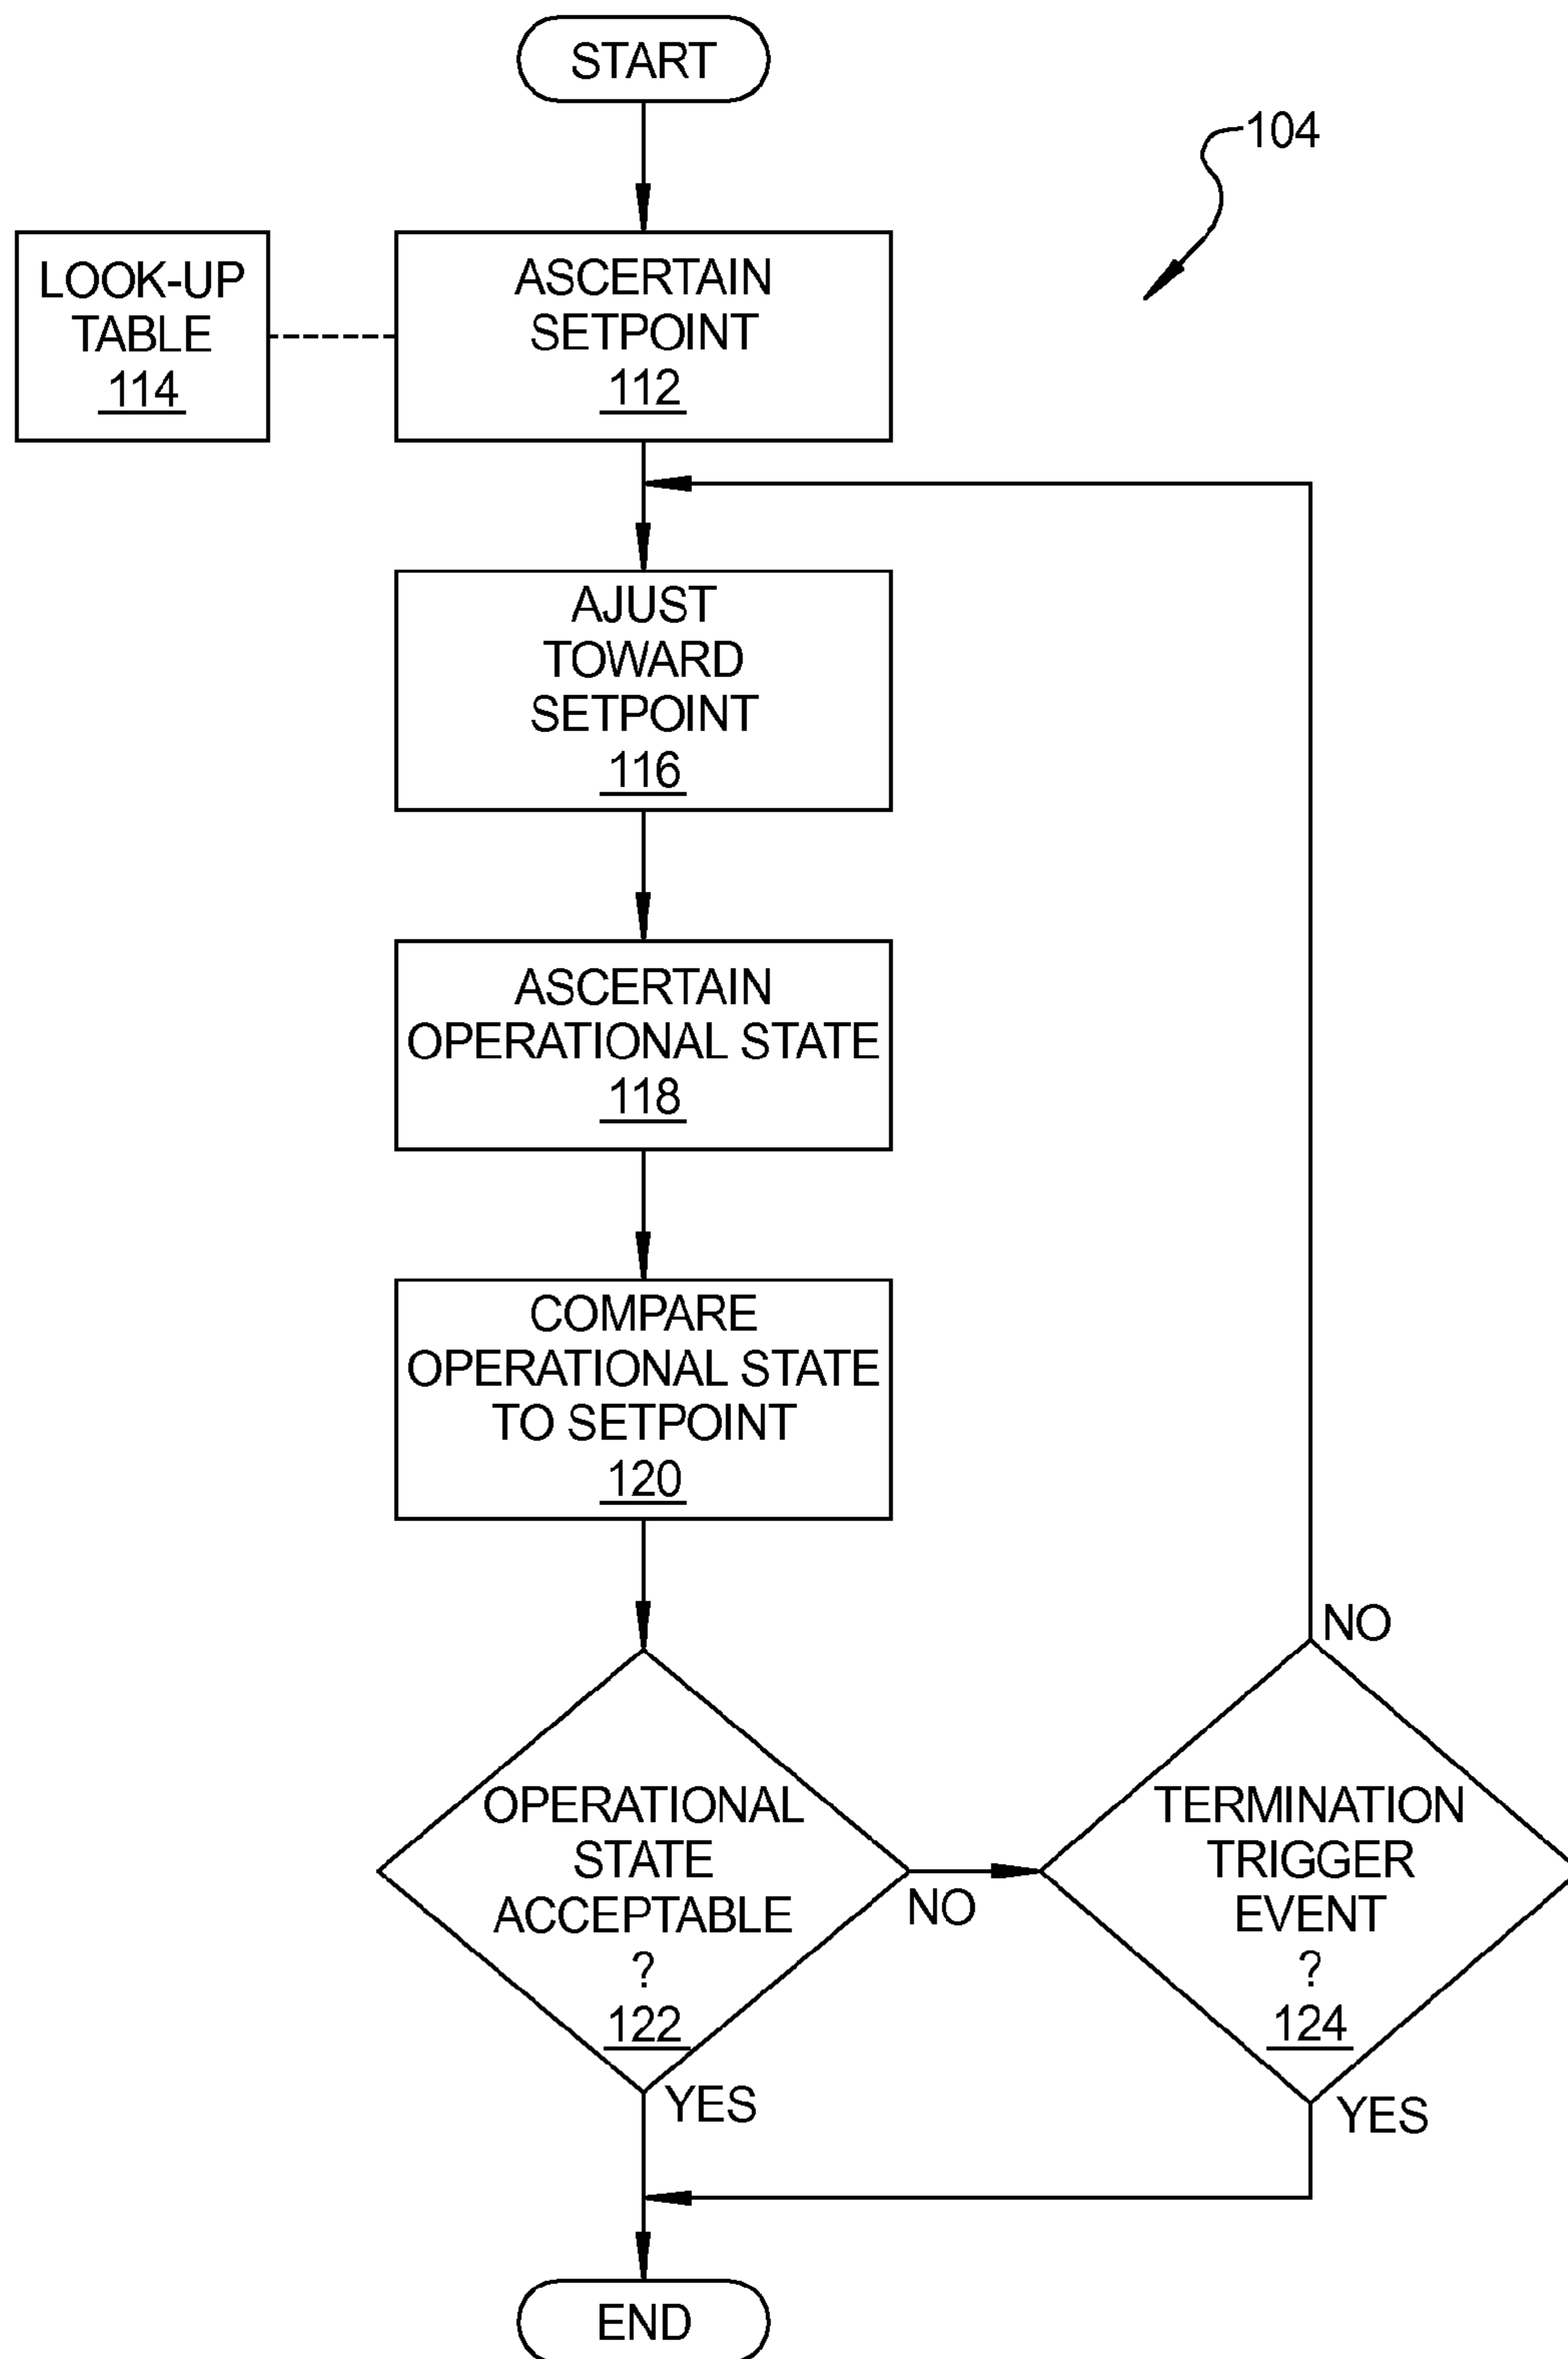 START
104
LOOK-UP
TABLE
114
ASCERTAIN
SETPOINT
112
AJUST
TOWARD
SETPOINT
116
ASCERTAIN
OPERATIONAL STATE
118
COMPARE
OPERATIONAL STATE
TO SETPOINT
120
OPERATIONAL
STATE
ACCEPTABLE
?
122
NO
YES
TERMINATION
TRIGGER
EVENT
?
124
NO
YES
END